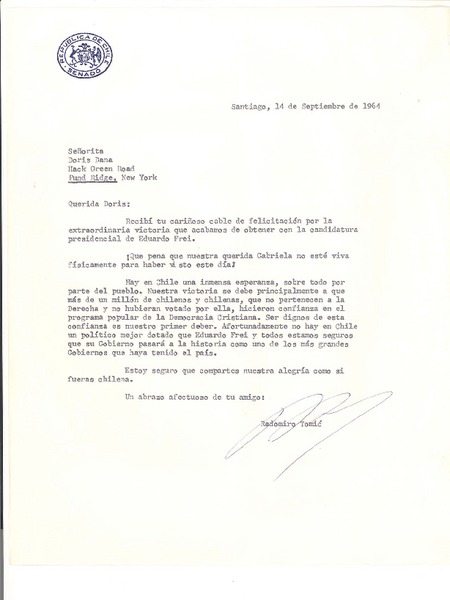 REPUBLICA DE CHILE
SENADO
Santiago, 14 de Septiembre de 1964
Señorita
Doris Dana
Hack Green Road
Pund Ridge, New York
Querida Doris:
Recibí tu cariñoso cable de felicitación por la
extraordinaria victoria que acabamos de obtener con la candidatura
presidencial de Eduardo Frei.
¡Que pena que nuestra querida Gabriela no esté viva
físicamente para haber visto este día!
Hay en Chile una inmensa esperanza, sobre todo por
parte del pueblo. Nuestra victoria se debe principalmente a que
más de un millón de chilenos y chilenas, que no pertenecen a la
Derecha y no hubieran votado por ella, hicieron confianza en el
programa popular de la Democracia Cristiana. Ser dignos de esta
confianza es nuestro primer deber. Afortunadamente no hay en Chile
un político mejor dotado que Eduardo Frei y todos estamos seguros
que su Gobierno pasará a la historia como uno de los más grandes
Gobiernos que haya tenido el país.
Estoy seguro que compartes nuestra alegría como si
fueras chilena.
Un abrazo afectuoso de tu amigo:
Radomiro Tomić